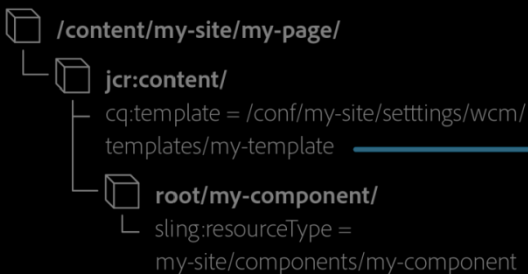 /content/my-site/my-page/
jcr:content/
cq:template = /conf/my-site/setttings/wcm/
templates/my-template
root/my-component/
sling:resourceType =
my-site/components/my-component